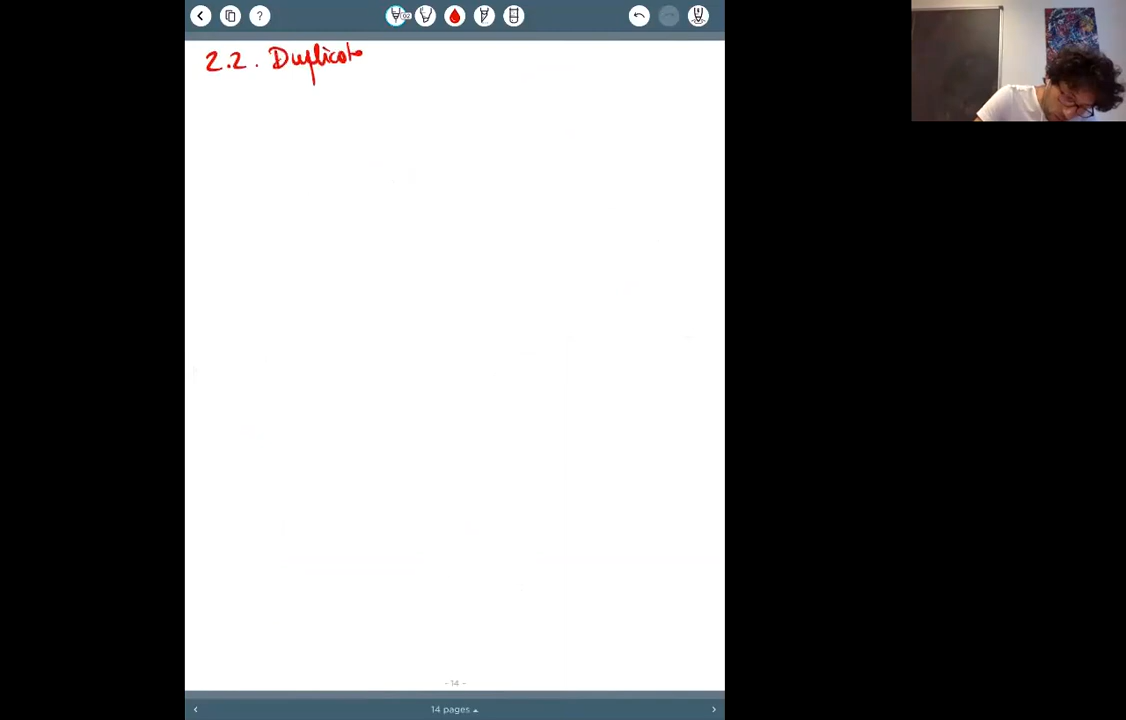 2.2. Duplicate
- 14 -
14 pages